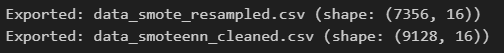 Exported: data_smote_resampled.csv (shape: (7356, 16))
Exported: data_smoteenn_cleaned.csv (shape: (9128, 16))